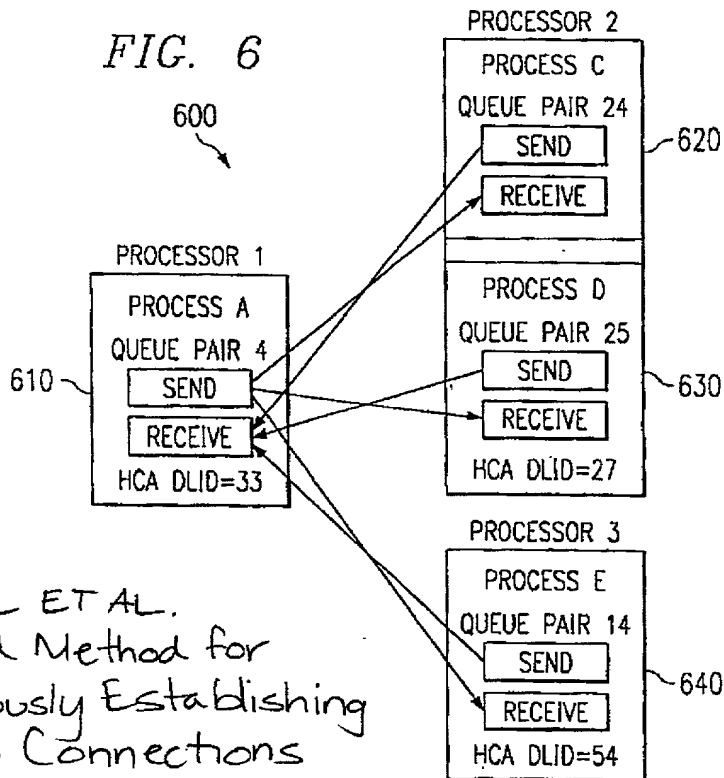 FIG. 6
600
PROCESSOR 1
PROCESS A
QUEUE PAIR 4
SEND
RECEIVE
HCA DLID=33
610
PROCESSOR 2
PROCESS C
QUEUE PAIR 24
SEND
RECEIVE
620
PROCESS D
QUEUE PAIR 25
SEND
RECEIVE
HCA DLID=27
630
PROCESSOR 3
PROCESS E
QUEUE PAIR 14
SEND
RECEIVE
HCA DLID=54
640
ET AL.
Method for
Establishing
Connections